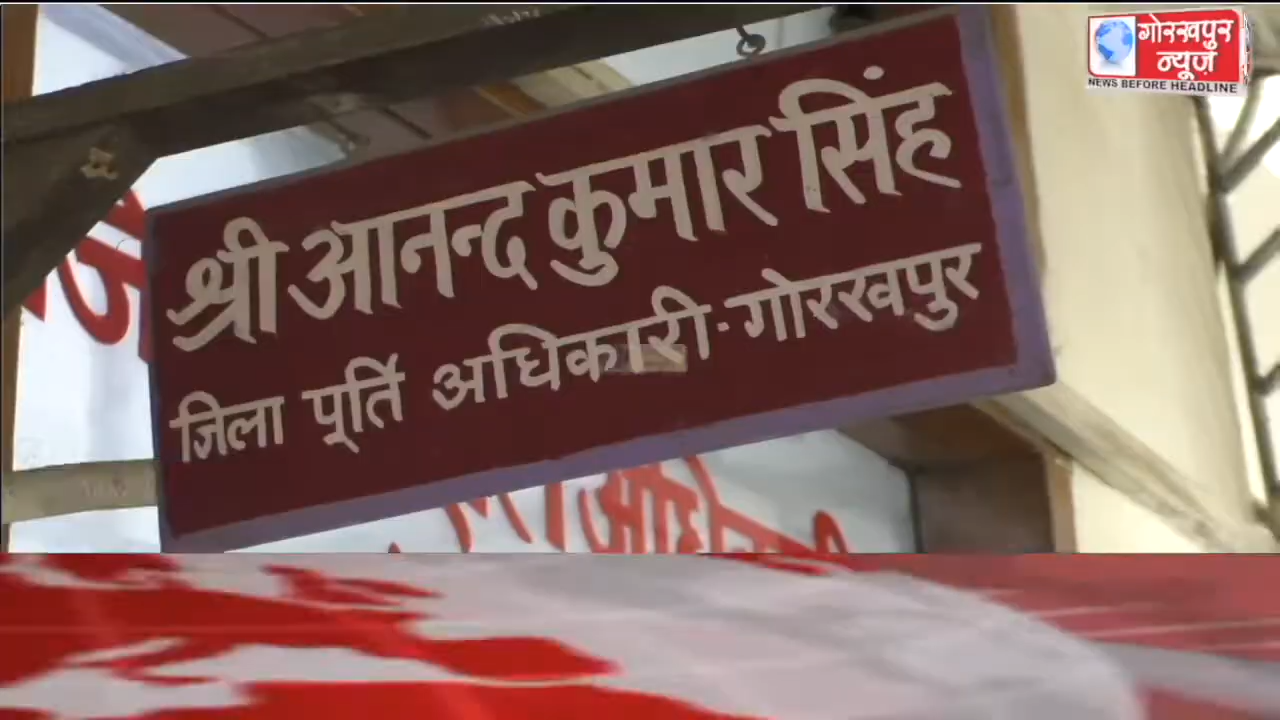 गोरखपुर
न्यूज़
NEWS BEFORE HEADLINE
श्री आनन्द कुमार सिंह
जिला पूर्ति अधिकारी-गोरखपुर